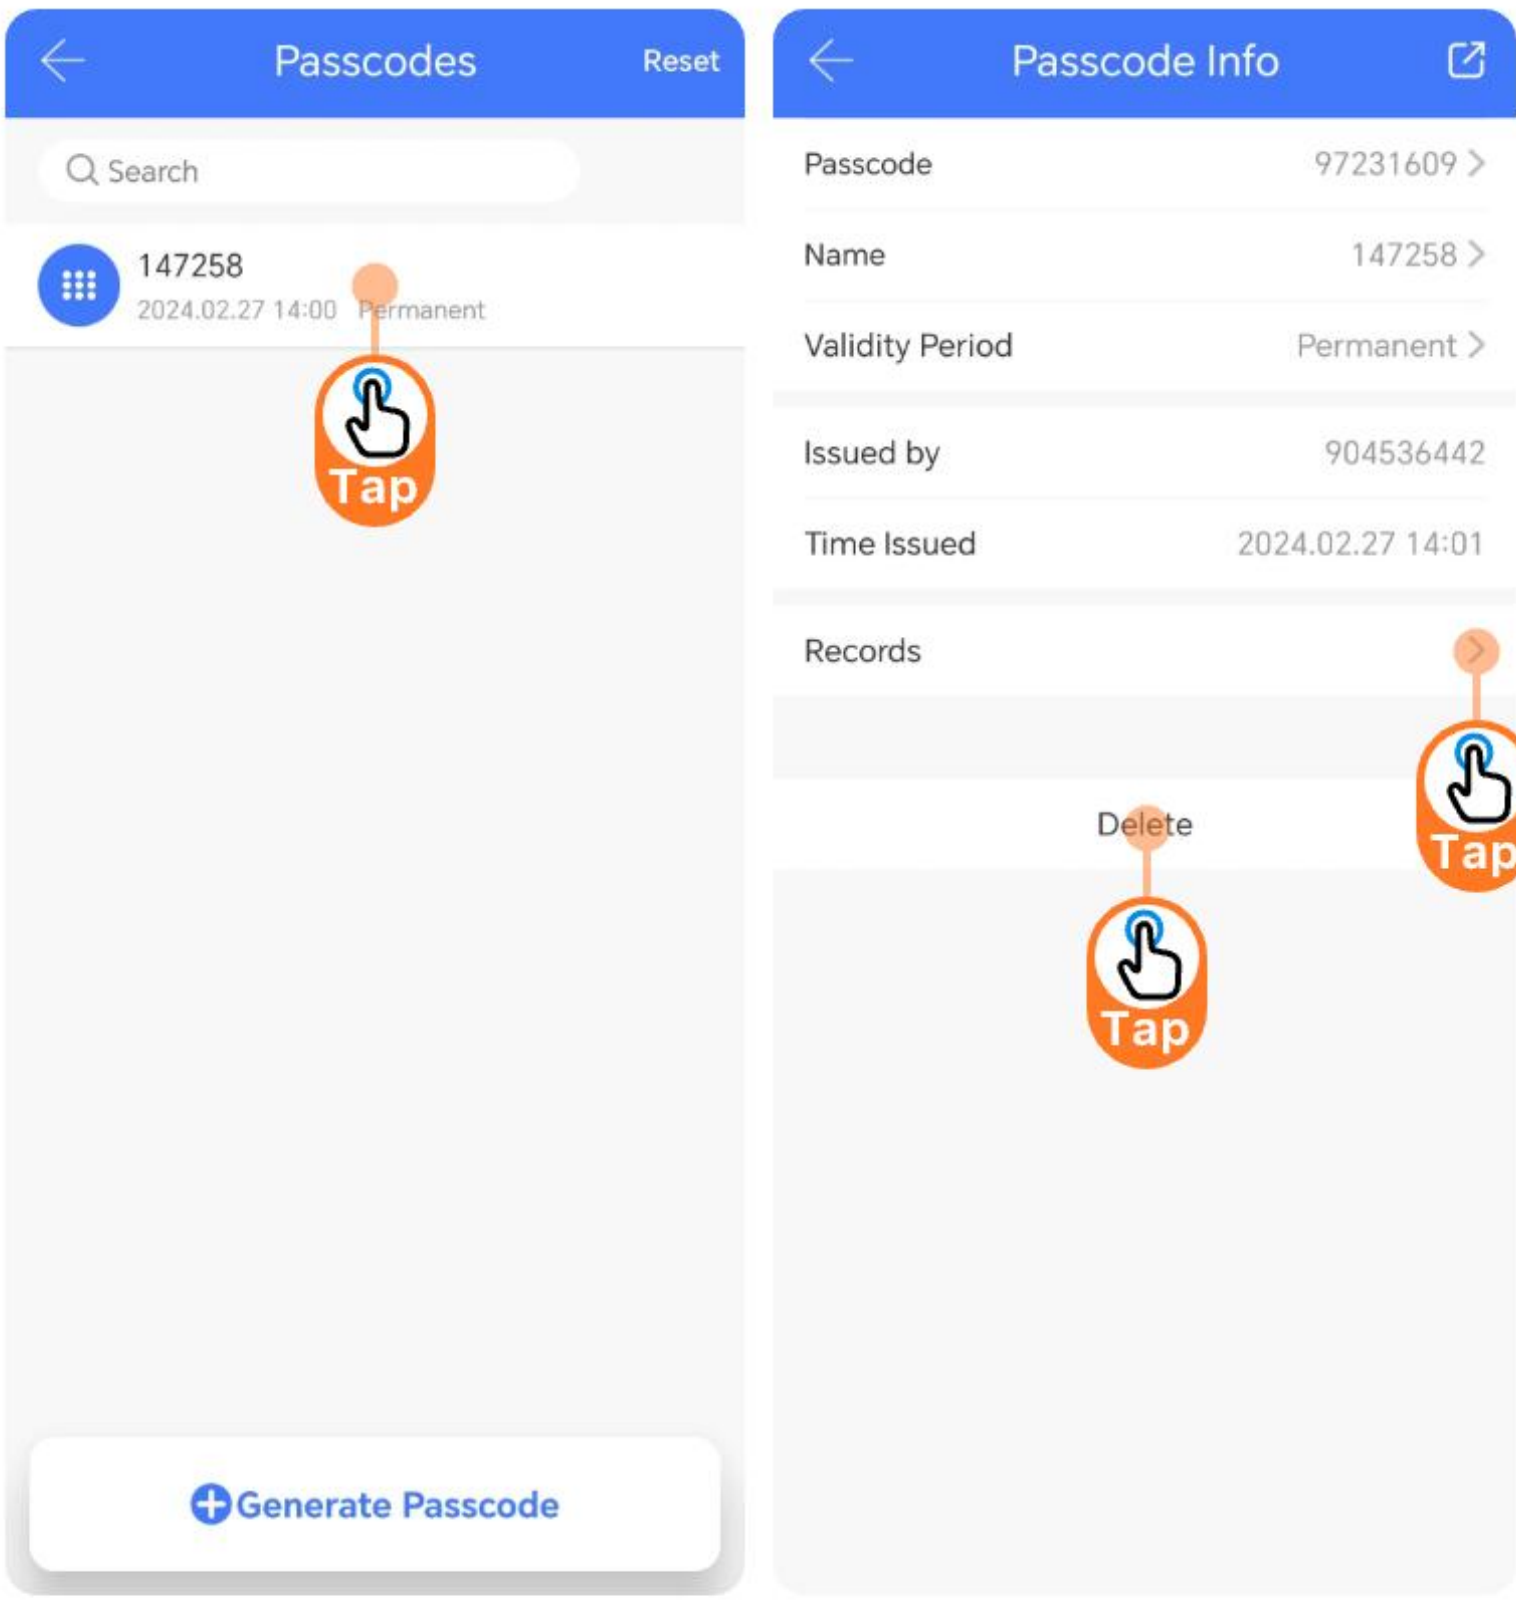 Passcodes Reset
Search
147258
2024.02.27 14:00 Permanent
Tap
Generate Passcode
Passcode Info
Passcode 97231609
Name 147258
Validity Period Permanent
Issued by 904536442
Time Issued 2024.02.27 14:01
Records
Tap
Delete
Tap